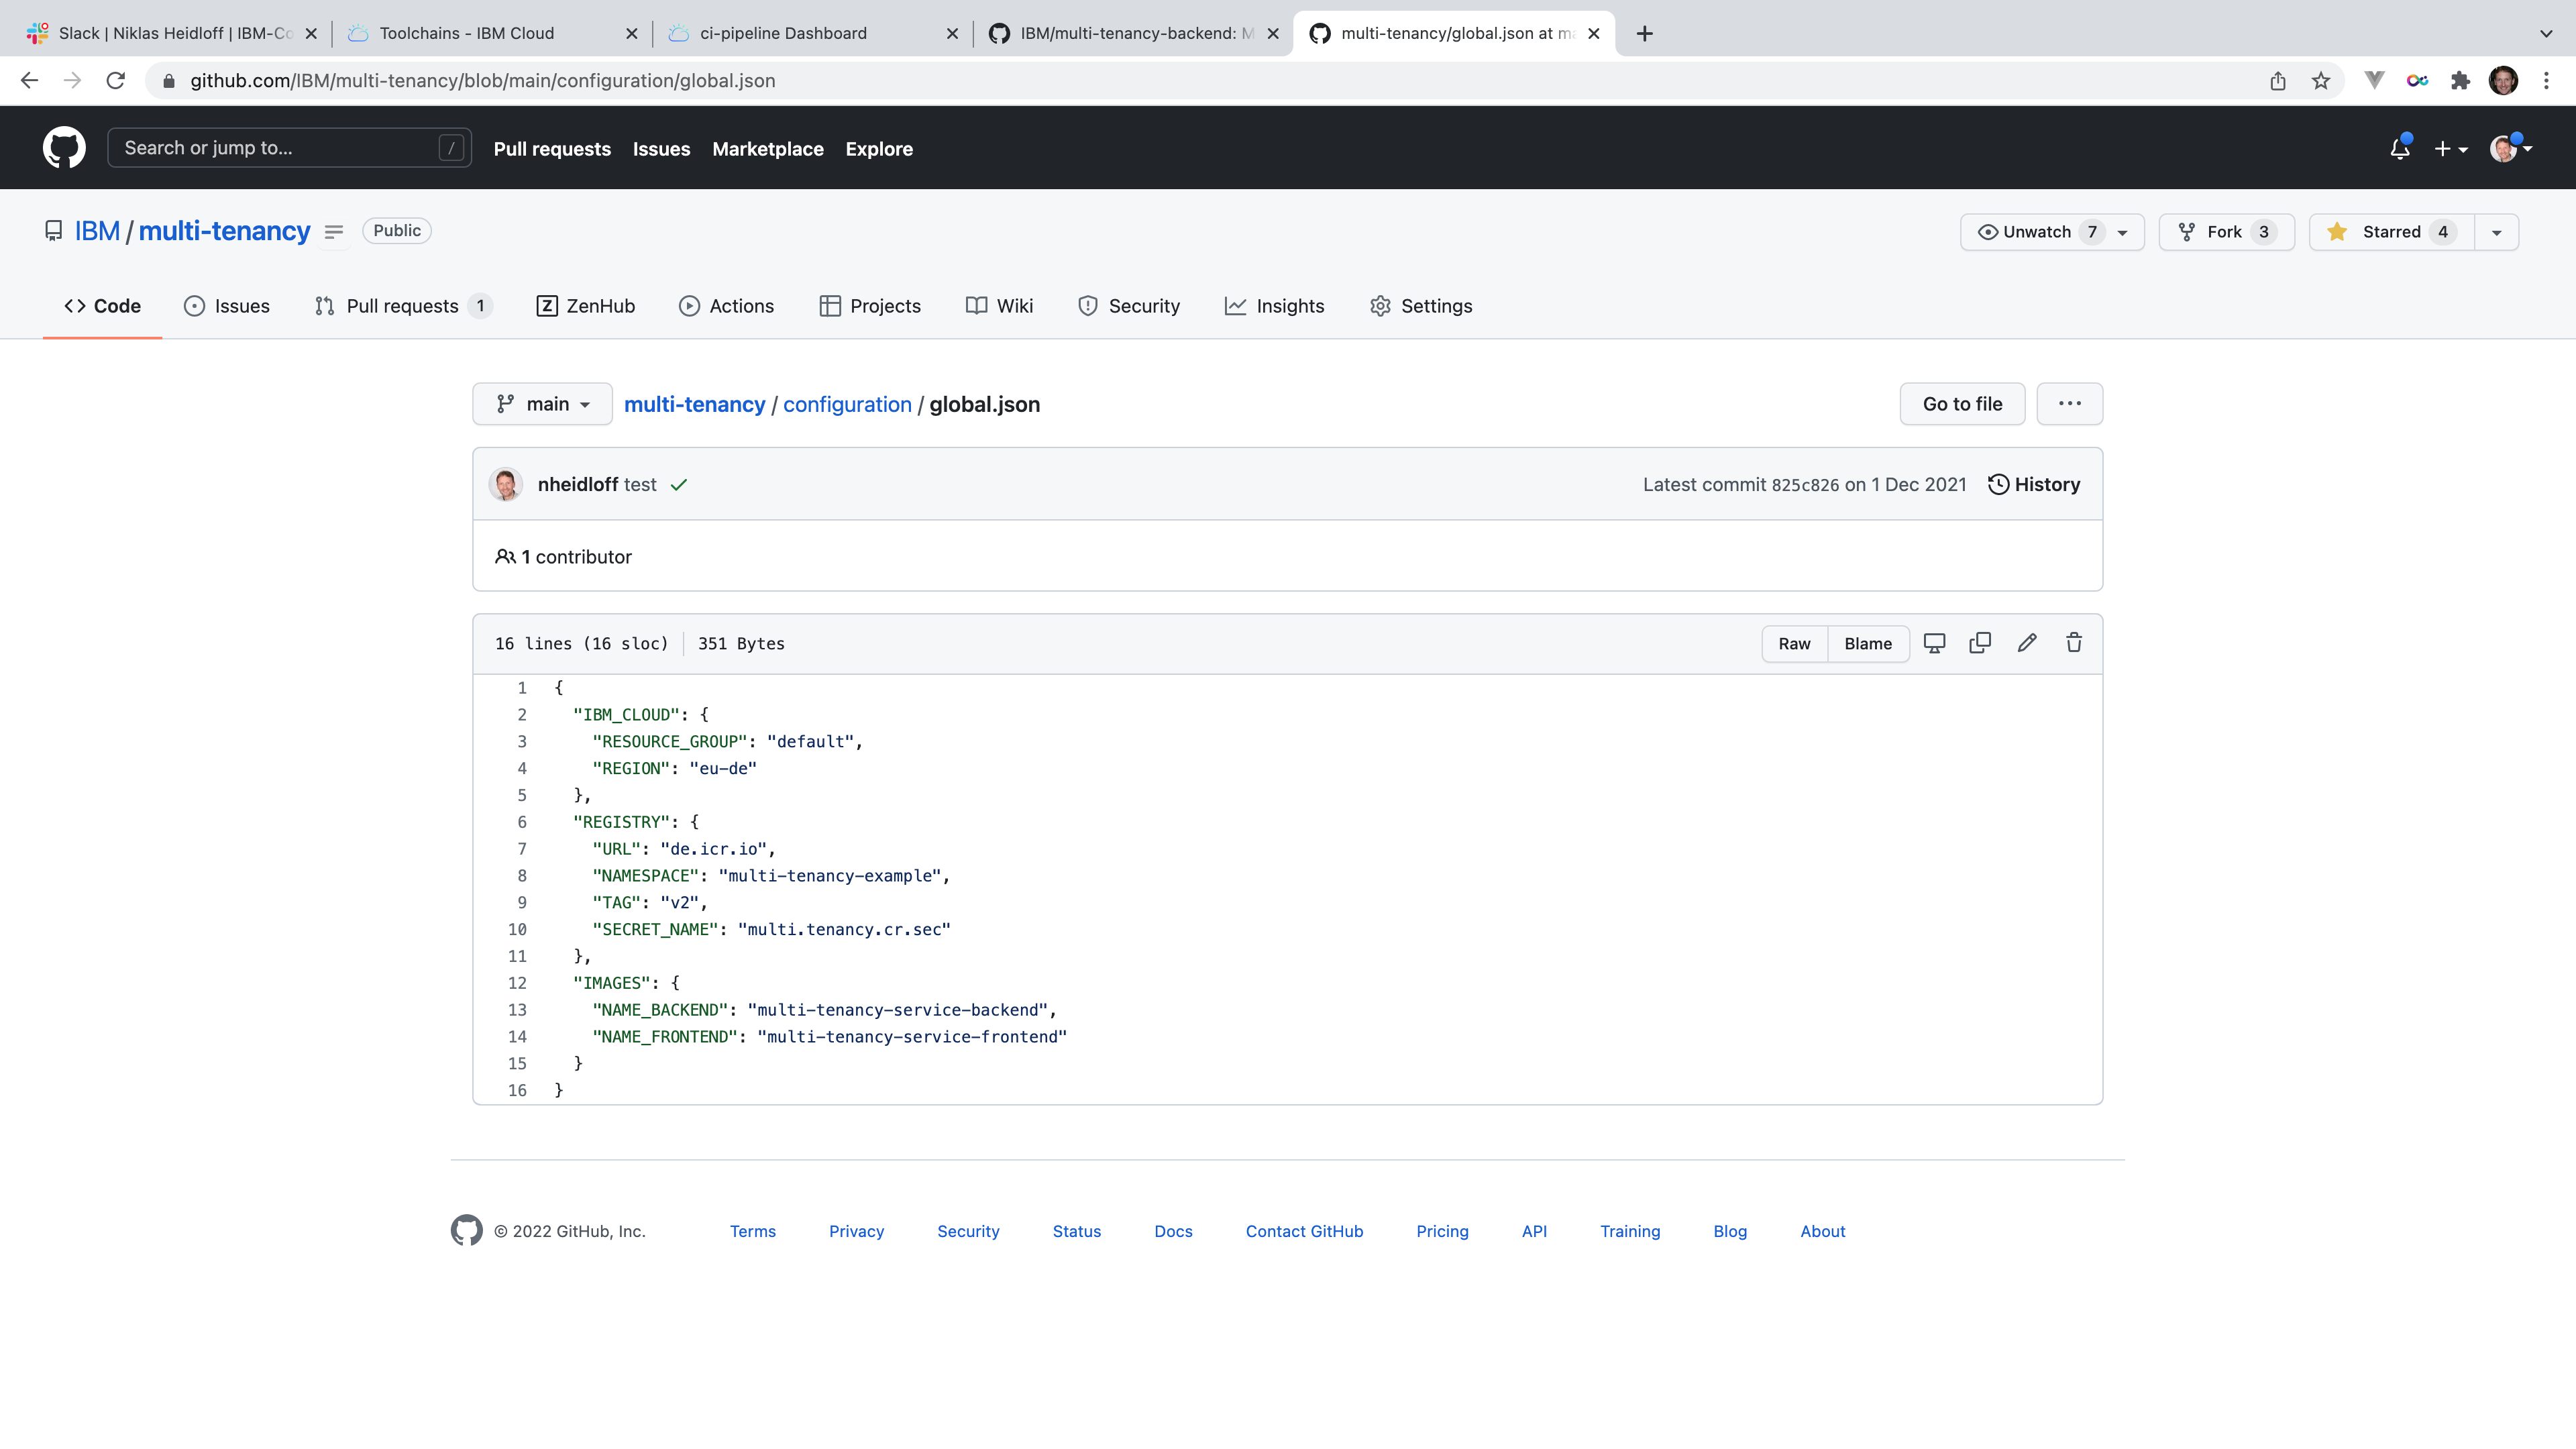 Slack | Niklas Heidloff | IBM-Co
Toolchains - IBM Cloud
ci-pipeline Dashboard
IBM/multi-tenancy-backend: M
multi-tenancy/global.json at ma
github.com/IBM/multi-tenancy/blob/main/configuration/global.json
Search or jump to... /
Pull requests Issues Marketplace Explore
IBM / multi-tenancy Public
Unwatch 7 Fork 3 Starred 4
Code Issues Pull requests 1 ZenHub Actions Projects Wiki Security Insights Settings
main multi-tenancy / configuration / global.json Go to file
nheidloff test Latest commit 825c826 on 1 Dec 2021 History
1 contributor
16 lines (16 sloc) 351 Bytes Raw Blame
1 {
2 "IBM_CLOUD": {
3 "RESOURCE_GROUP": "default",
4 "REGION": "eu-de"
5 },
6 "REGISTRY": {
7 "URL": "de.icr.io",
8 "NAMESPACE": "multi-tenancy-example",
9 "TAG": "v2",
10 "SECRET_NAME": "multi.tenancy.cr.sec"
11 },
12 "IMAGES": {
13 "NAME_BACKEND": "multi-tenancy-service-backend",
14 "NAME_FRONTEND": "multi-tenancy-service-frontend"
15 }
16 }
© 2022 GitHub, Inc. Terms Privacy Security Status Docs Contact GitHub Pricing API Training Blog About